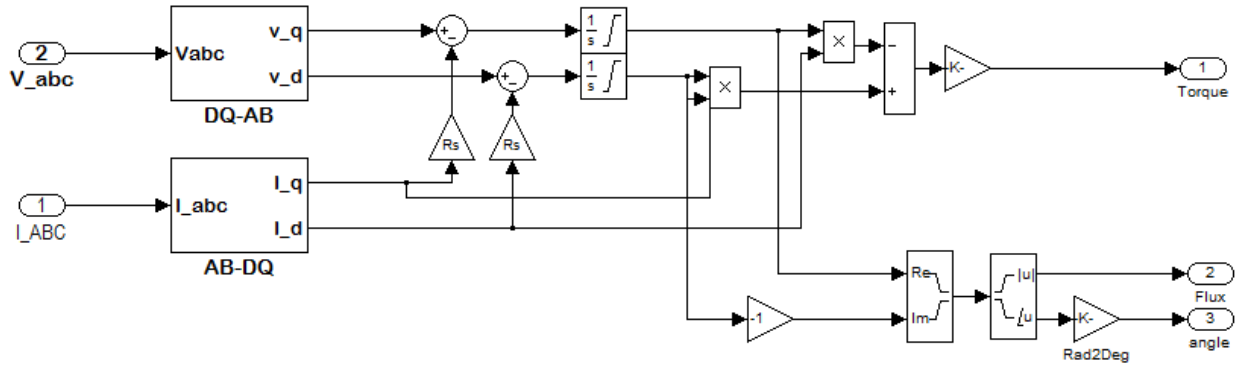 2
V_abc
Vabc
v_q
v_d
DQ-AB
1
I_ABC
I_abc
I_q
I_d
AB-DQ
+
−
+
−
Rs
Rs
1
s
1
s
×
×
−
+
K-
1
Torque
-1
Re
Im
|u|
∠u
K-
Rad2Deg
2
Flux
3
angle